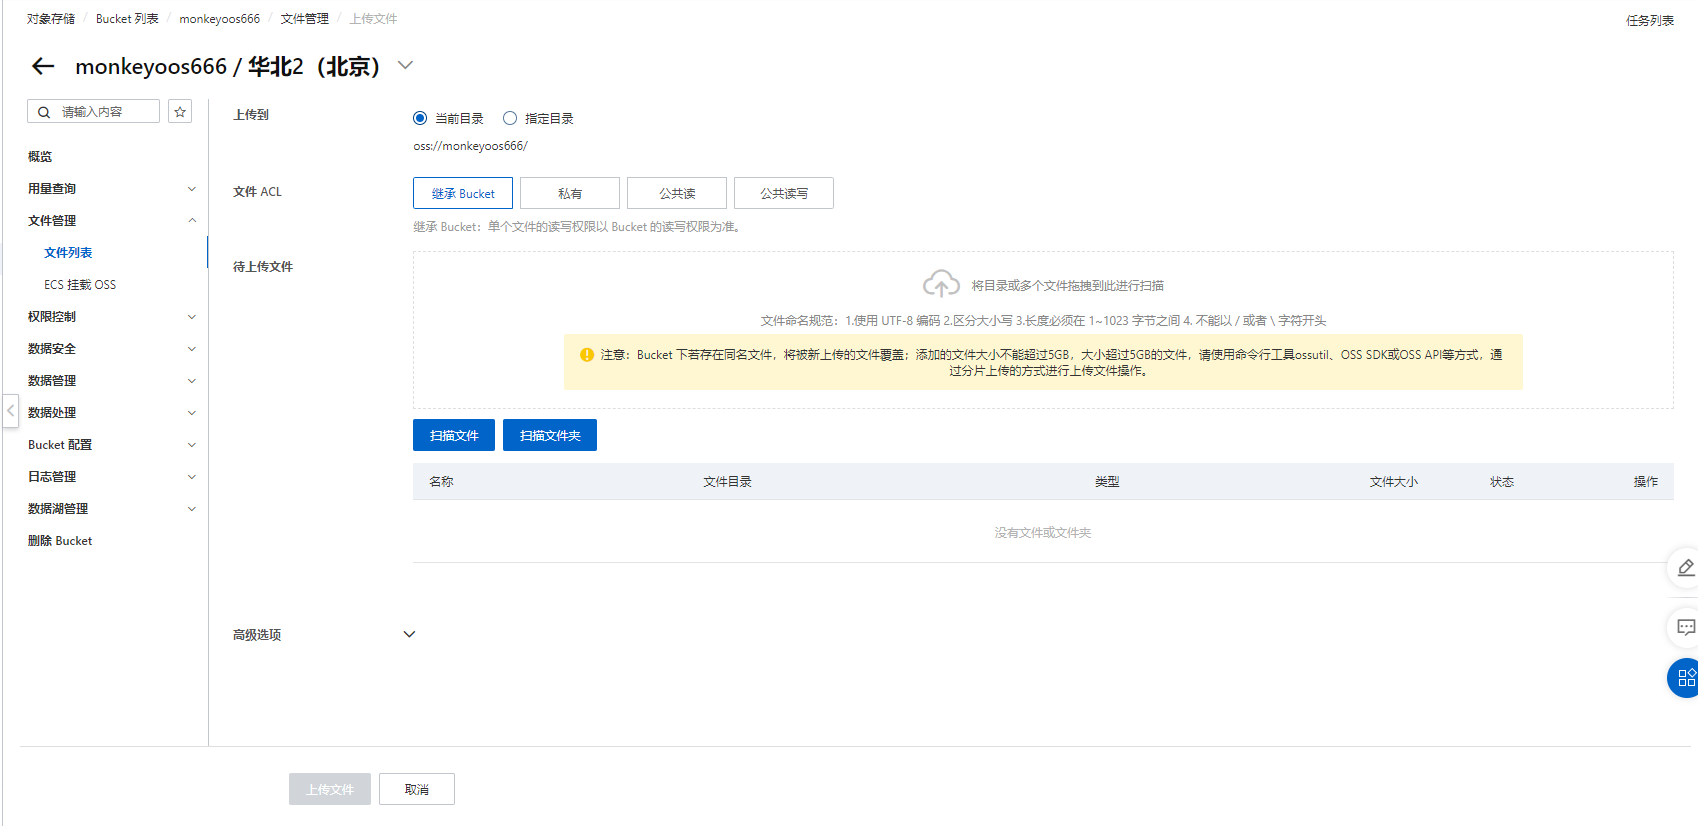 对象存储 / Bucket 列表 / monkeyoos666 / 文件管理 / 上传文件
任务列表
monkeyoos666 / 华北2（北京）
请输入内容
概览
用量查询
文件管理
文件列表
ECS 挂载 OSS
权限控制
数据安全
数据管理
数据处理
Bucket 配置
日志管理
数据湖管理
删除 Bucket
上传到
当前目录 指定目录
oss://monkeyoos666/
文件 ACL
继承 Bucket 私有 公共读 公共读写
继承 Bucket：单个文件的读写权限以 Bucket 的读写权限为准。
待上传文件
将目录或多个文件拖拽到此进行扫描
文件命名规范：1.使用 UTF-8 编码 2.区分大小写 3.长度必须在 1~1023 字节之间 4. 不能以 / 或者 \ 字符开头
注意：Bucket 下若存在同名文件，将被新上传的文件覆盖；添加的文件大小不能超过5GB，大小超过5GB的文件，请使用命令行工具ossutil、OSS SDK或OSS API等方式，通
过分片上传的方式进行上传文件操作。
扫描文件 扫描文件夹
名称 文件目录 类型 文件大小 状态 操作
没有文件或文件夹
高级选项
上传文件 取消